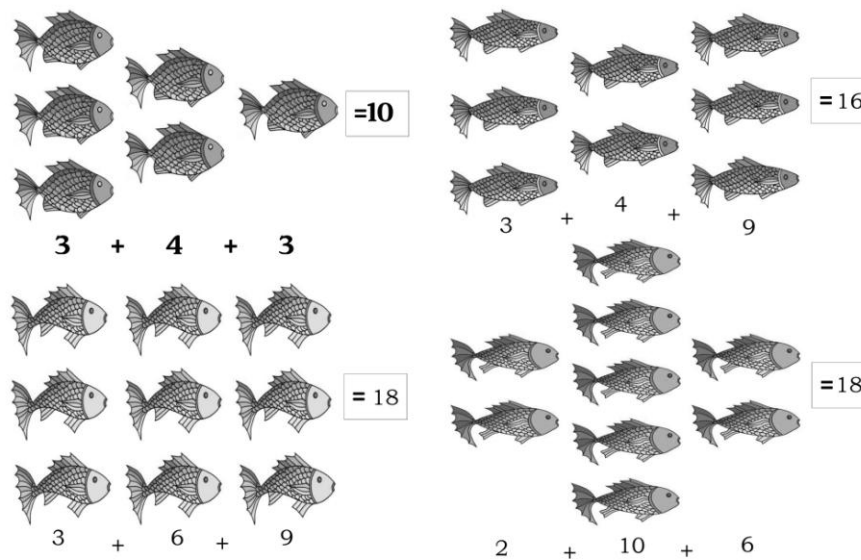 =10
3 + 4 + 3
= 16
3 + 4 + 9
= 18
3 + 6 + 9
= 18
2 + 10 + 6